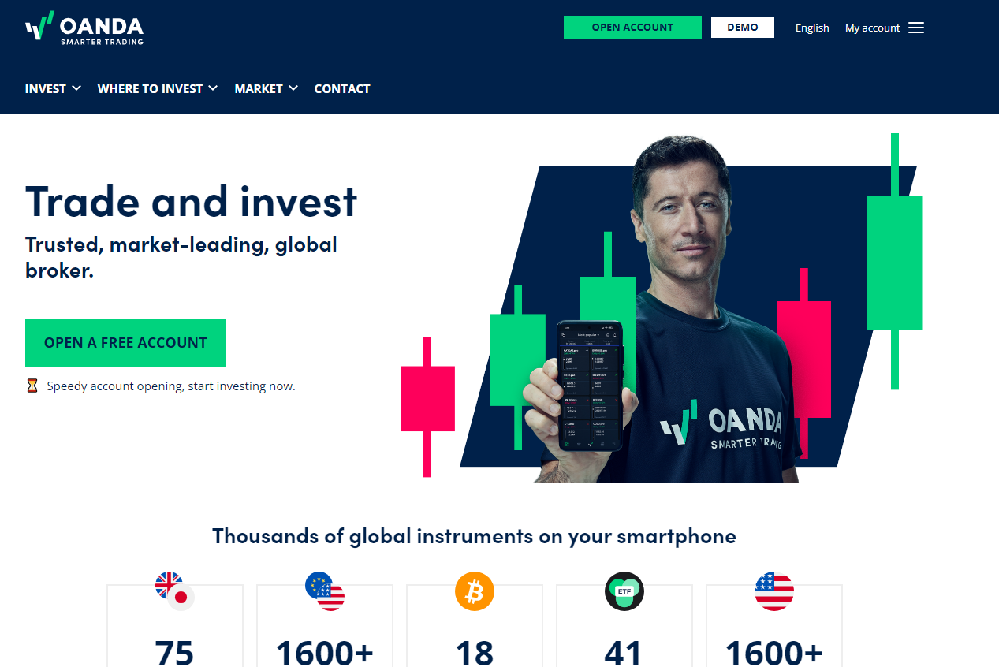 OANDA
SMARTER TRADING
OPEN ACCOUNT
DEMO
English
My account
INVEST
WHERE TO INVEST
MARKET
CONTACT
Trade and invest
Trusted, market-leading, global
broker.
OPEN A FREE ACCOUNT
Speedy account opening, start investing now.
OANDA
SMARTER TRADING
Thousands of global instruments on your smartphone
ETF
75
1600+
18
41
1600+